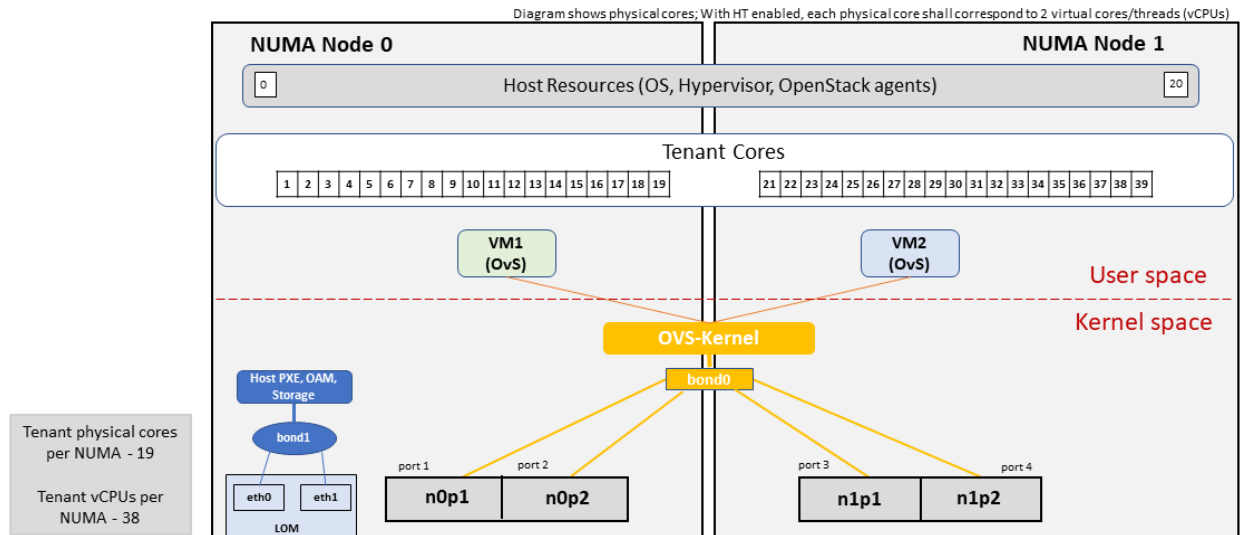 Diagram shows physical cores; With HT enabled, each physical core shall correspond to 2 virtual cores/threads (vCPUs)
NUMA Node 0
NUMA Node 1
0
Host Resources (OS, Hypervisor, OpenStack agents)
20
Tenant Cores
1 2 3 4 5 6 7 8 9 10 11 12 13 14 15 16 17 18 19
21 22 23 24 25 26 27 28 29 30 31 32 33 34 35 36 37 38 39
VM1
(OvS)
VM2
(OvS)
User space
Kernel space
OVS-Kernel
bond0
Host PXE, OAM,
Storage
bond1
eth0
eth1
LOM
port 1
port 2
n0p1
n0p2
port 3
port 4
n1p1
n1p2
Tenant physical cores
per NUMA - 19
Tenant vCPUs per
NUMA - 38